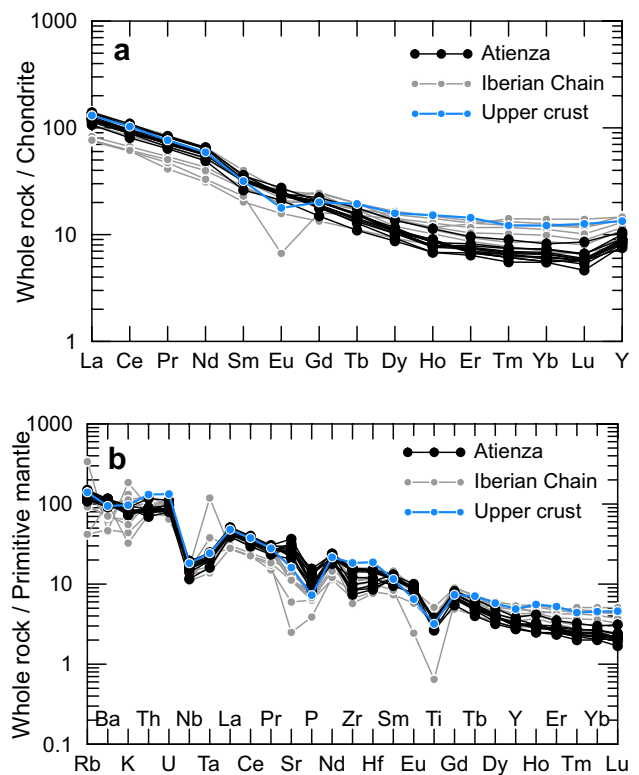 1000
a
Atienza
Iberian Chain
Upper crust
100
10
1
Whole rock / Chondrite
La Ce Pr Nd Sm Eu Gd Tb Dy Ho Er Tm Yb Lu Y
1000
b
Atienza
Iberian Chain
Upper crust
100
10
1
0.1
Whole rock / Primitive mantle
Ba Th Nb La Pr P Zr Sm Ti Tb Y Er Yb
Rb K U Ta Ce Sr Nd Hf Eu Gd Dy Ho Tm Lu